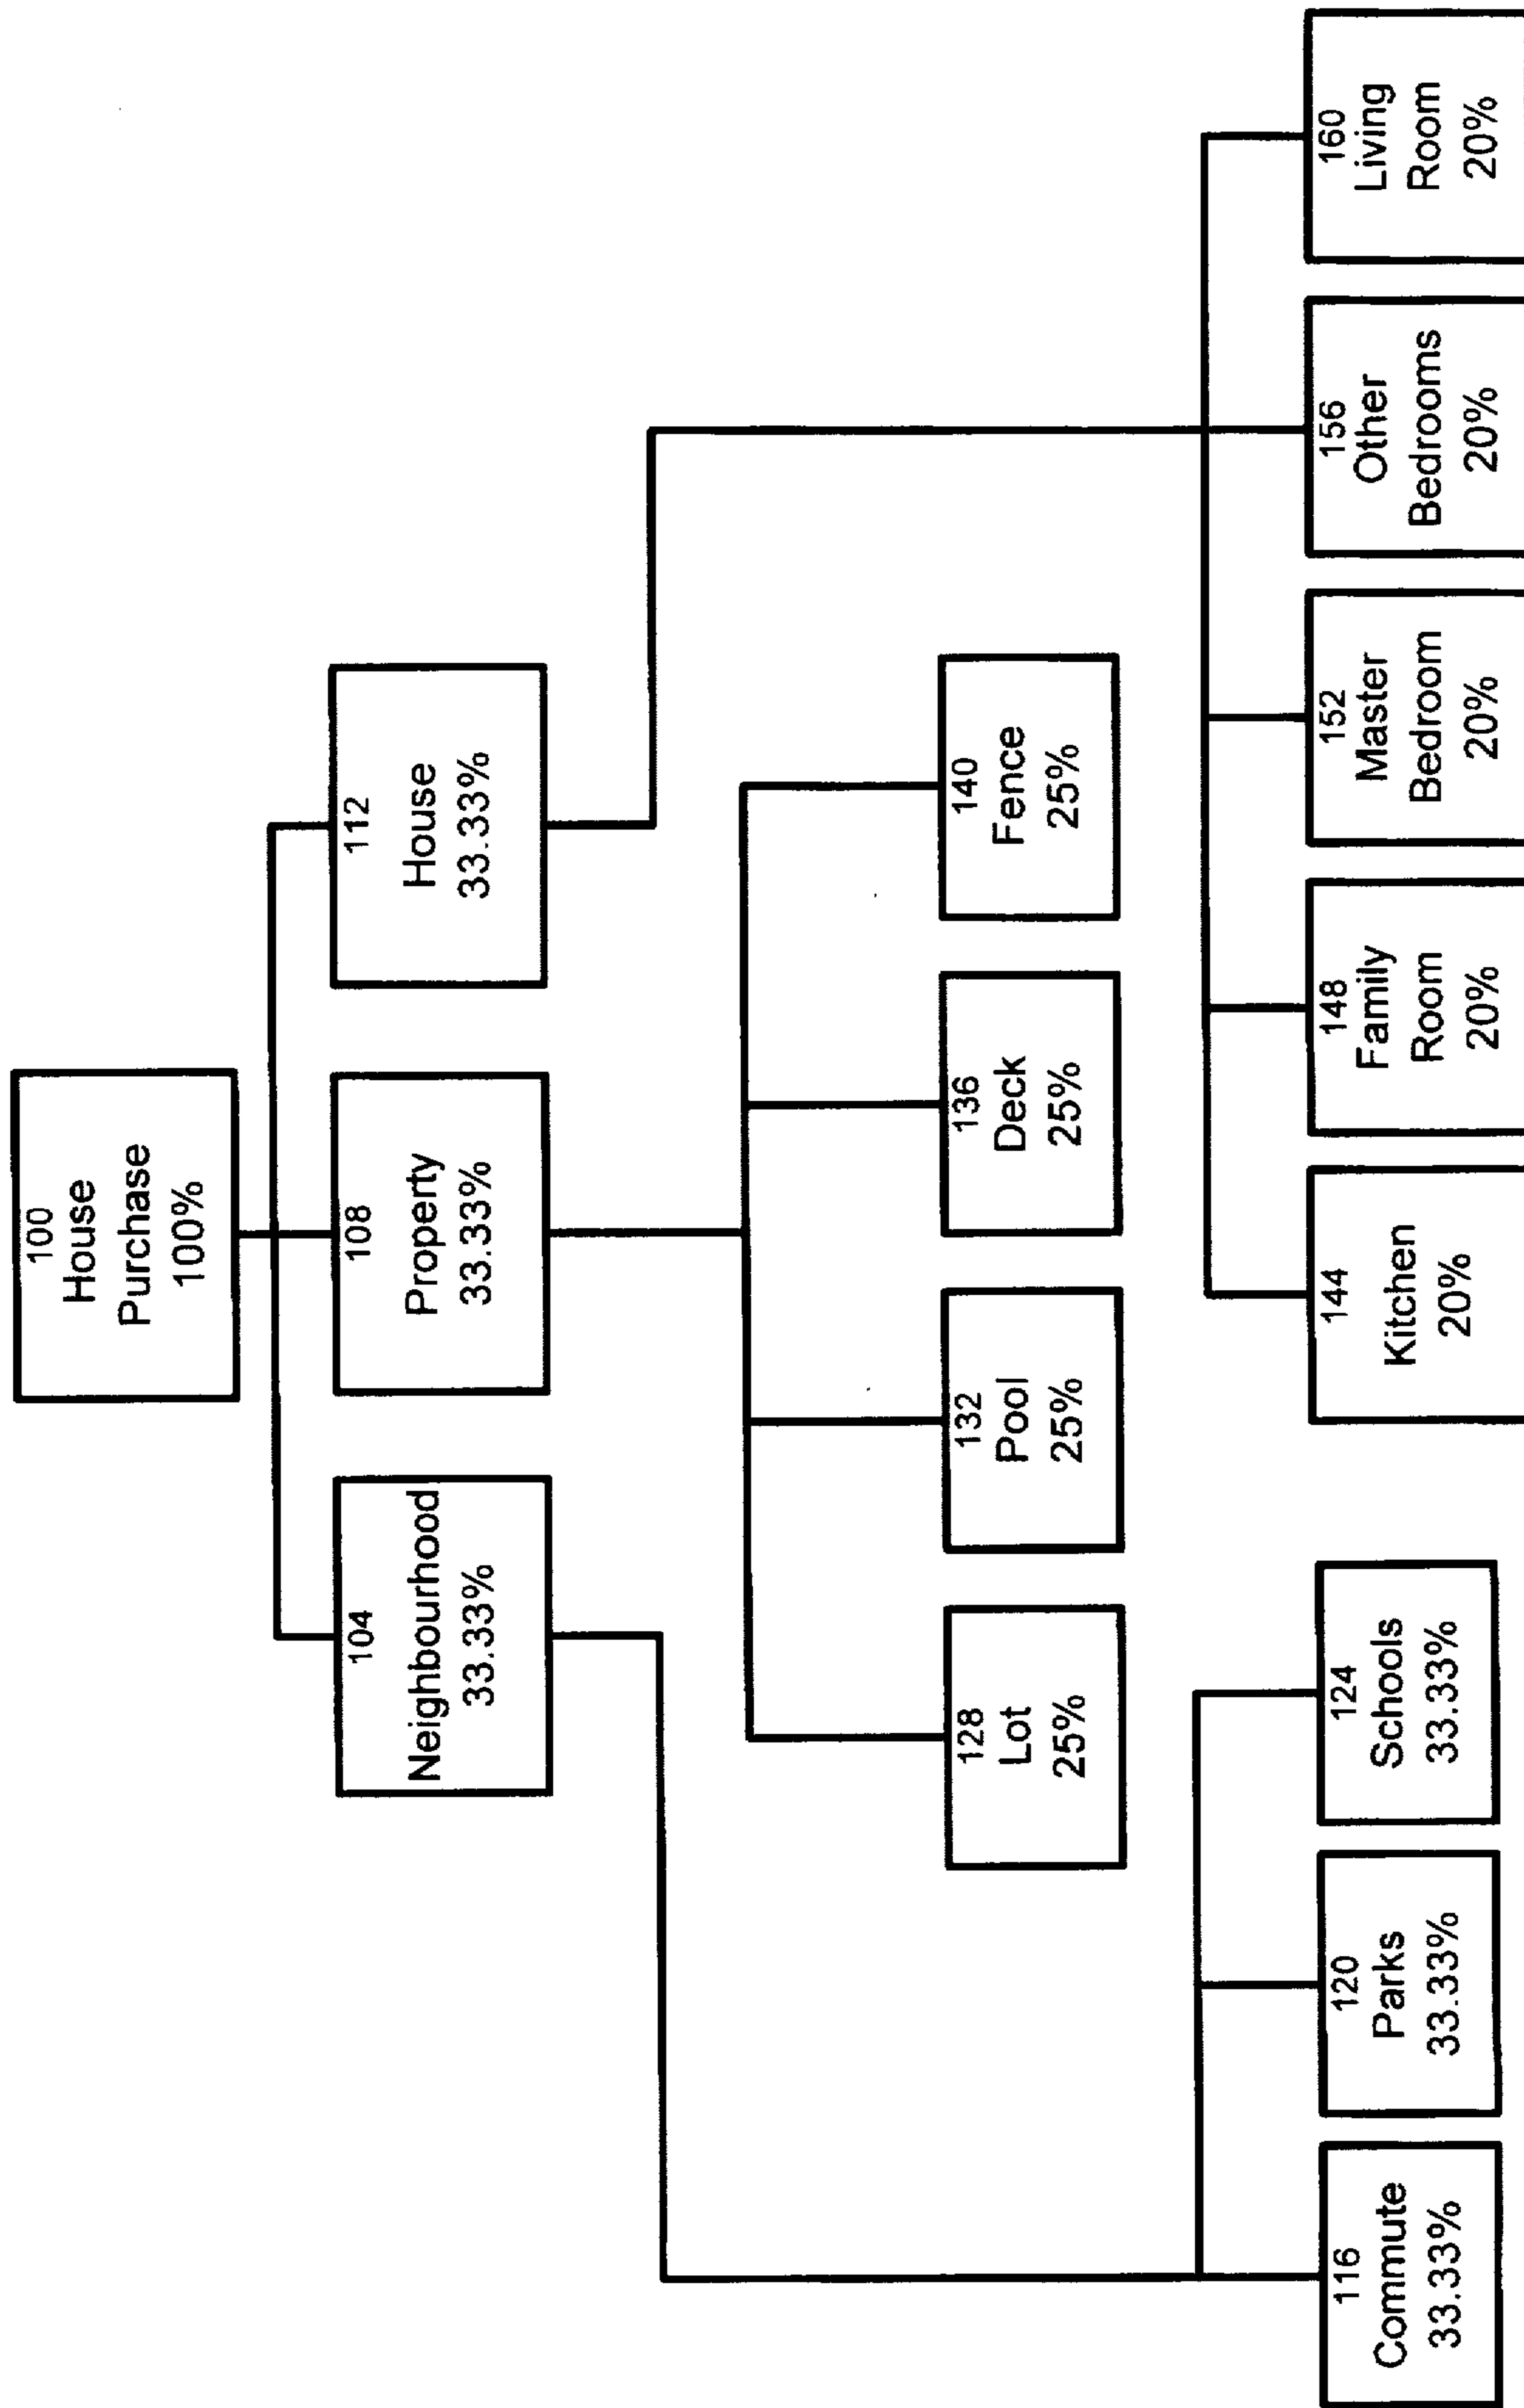 100
House
Purchase
100%
104
Neighbourhood
33.33%
108
Property
33.33%
112
House
33.33%
128
Lot
25%
132
Pool
25%
136
Deck
25%
140
Fence
25%
116
Commute
33.33%
120
Parks
33.33%
124
Schools
33.33%
144
Kitchen
20%
148
Family
Room
20%
152
Master
Bedroom
20%
156
Other
Bedrooms
20%
160
Living
Room
20%